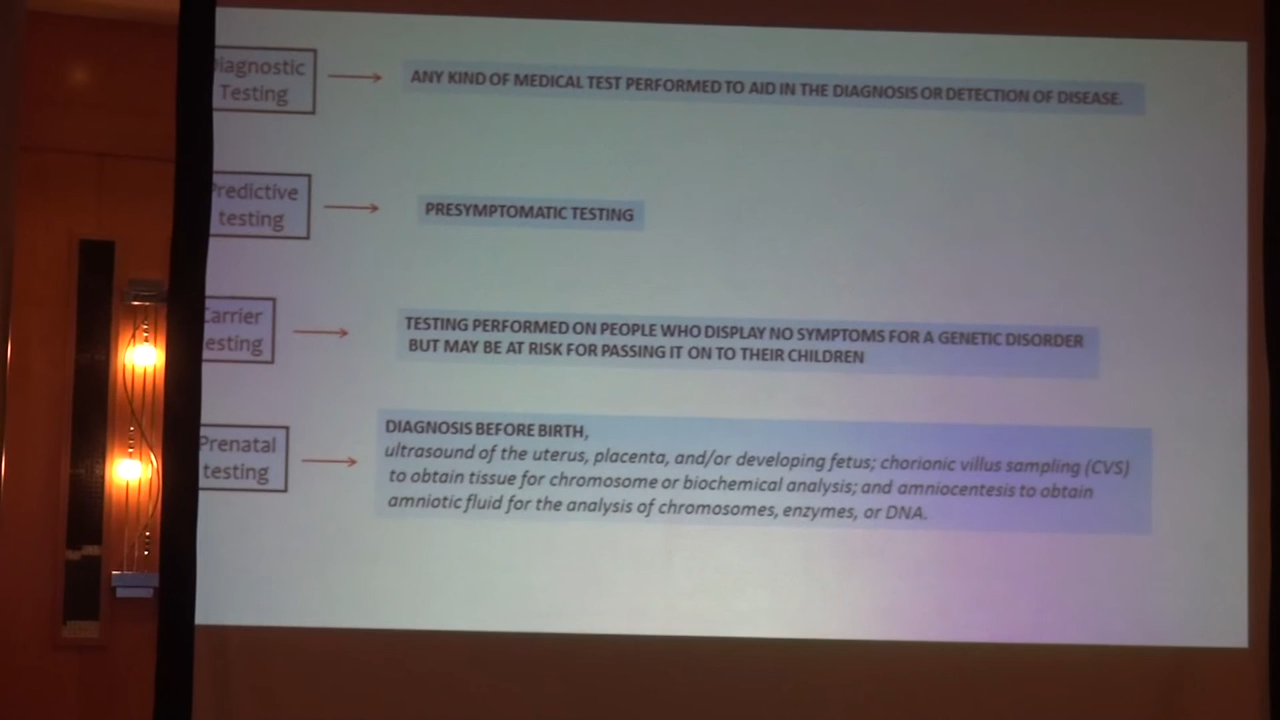 Diagnostic
Testing
ANY KIND OF MEDICAL TEST PERFORMED TO AID IN THE DIAGNOSIS OR DETECTION OF DISEASE.
Predictive
testing
PRESYMPTOMATIC TESTING
Carrier
testing
TESTING PERFORMED ON PEOPLE WHO DISPLAY NO SYMPTOMS FOR A GENETIC DISORDER
BUT MAY BE AT RISK FOR PASSING IT ON TO THEIR CHILDREN
Prenatal
testing
DIAGNOSIS BEFORE BIRTH,
ultrasound of the uterus, placenta, and/or developing fetus; chorionic villus sampling (CVS)
to obtain tissue for chromosome or biochemical analysis; and amniocentesis to obtain
amniotic fluid for the analysis of chromosomes, enzymes, or DNA.